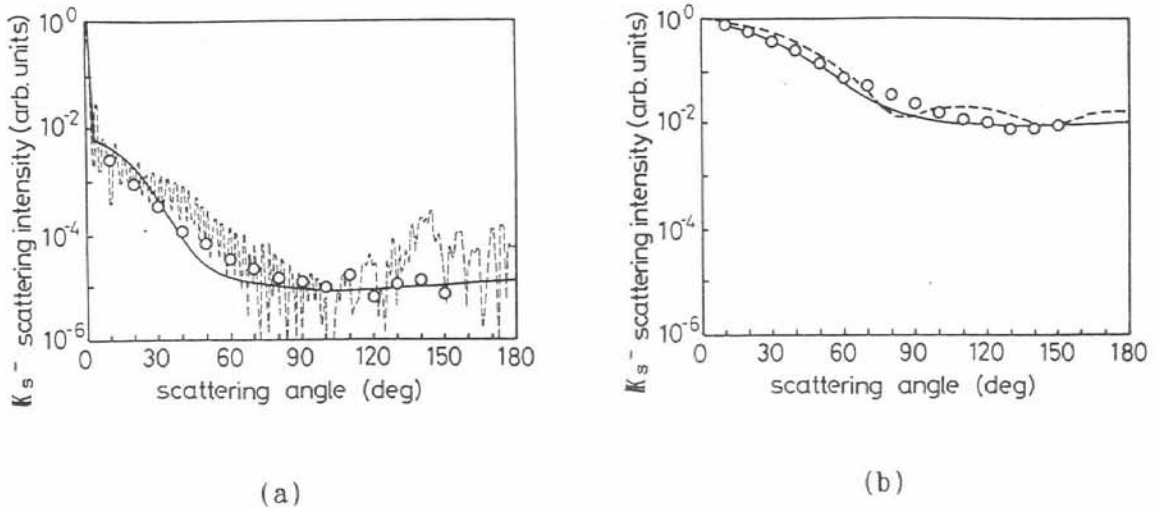 10⁰
10⁻²
10⁻⁴
10⁻⁶
K s - scattering intensity (arb. units)
0 30 60 90 120 150 180
scattering angle (deg)
(a)
10⁰
10⁻²
10⁻⁴
10⁻⁶
K s - scattering intensity (arb. units)
0 30 60 90 120 150 180
scattering angle (deg)
(b)